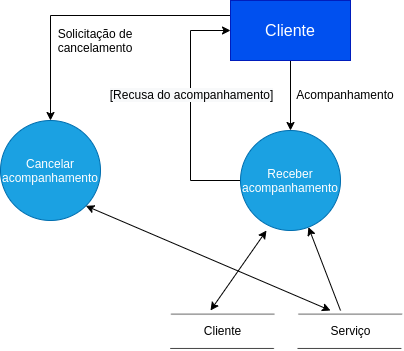 Solicitação de
cancelamento
Cliente
[Recusa do acompanhamento]
Acompanhamento
Cancelar
acompanhamento
Receber
acompanhamento
Cliente
Serviço